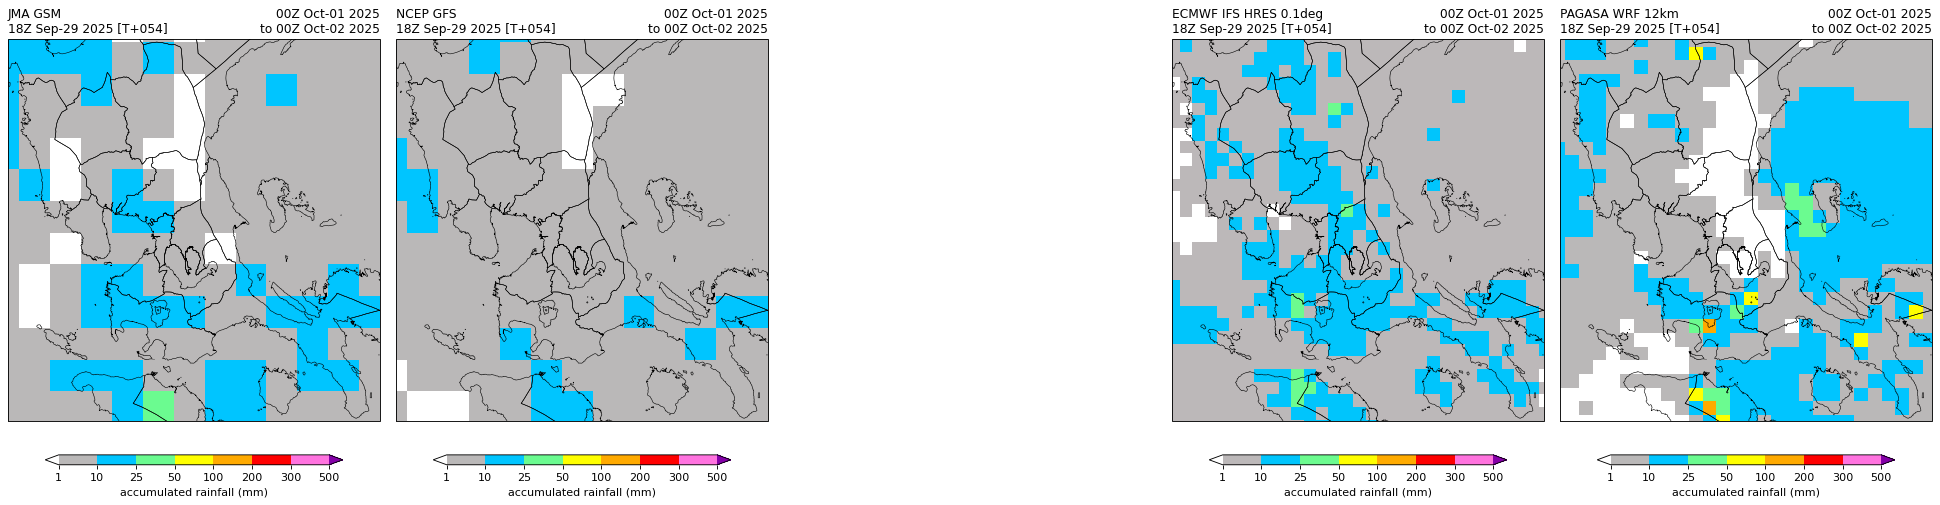 JMA GSM 00Z Oct-01 2025
18Z Sep-29 2025 [T+054] to 00Z Oct-02 2025
NCEP GFS 00Z Oct-01 2025
18Z Sep-29 2025 [T+054] to 00Z Oct-02 2025
ECMWF IFS HRES 0.1deg 00Z Oct-01 2025
18Z Sep-29 2025 [T+054] to 00Z Oct-02 2025
PAGASA WRF 12km 00Z Oct-01 2025
18Z Sep-29 2025 [T+054] to 00Z Oct-02 2025
1 10 25 50 100 200 300 500
accumulated rainfall (mm)
1 10 25 50 100 200 300 500
accumulated rainfall (mm)
1 10 25 50 100 200 300 500
accumulated rainfall (mm)
1 10 25 50 100 200 300 500
accumulated rainfall (mm)